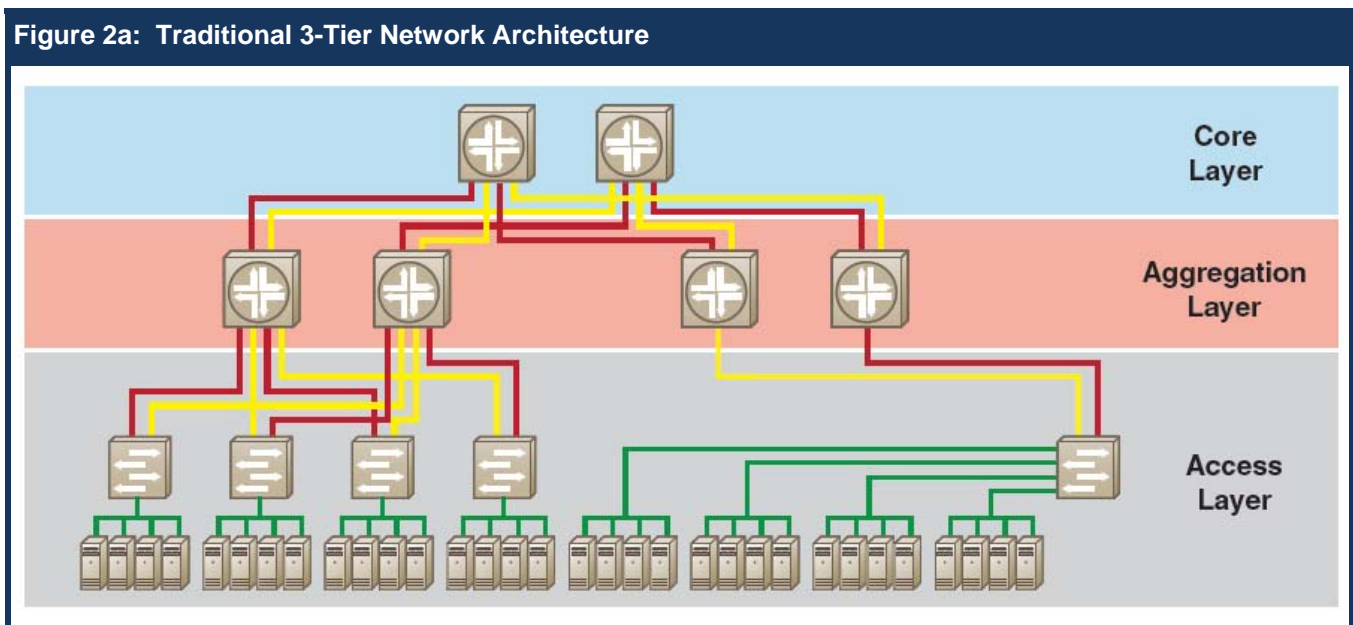 Figure 2a:  Traditional 3-Tier Network Architecture
Core
Layer
Aggregation
Layer
Access
Layer